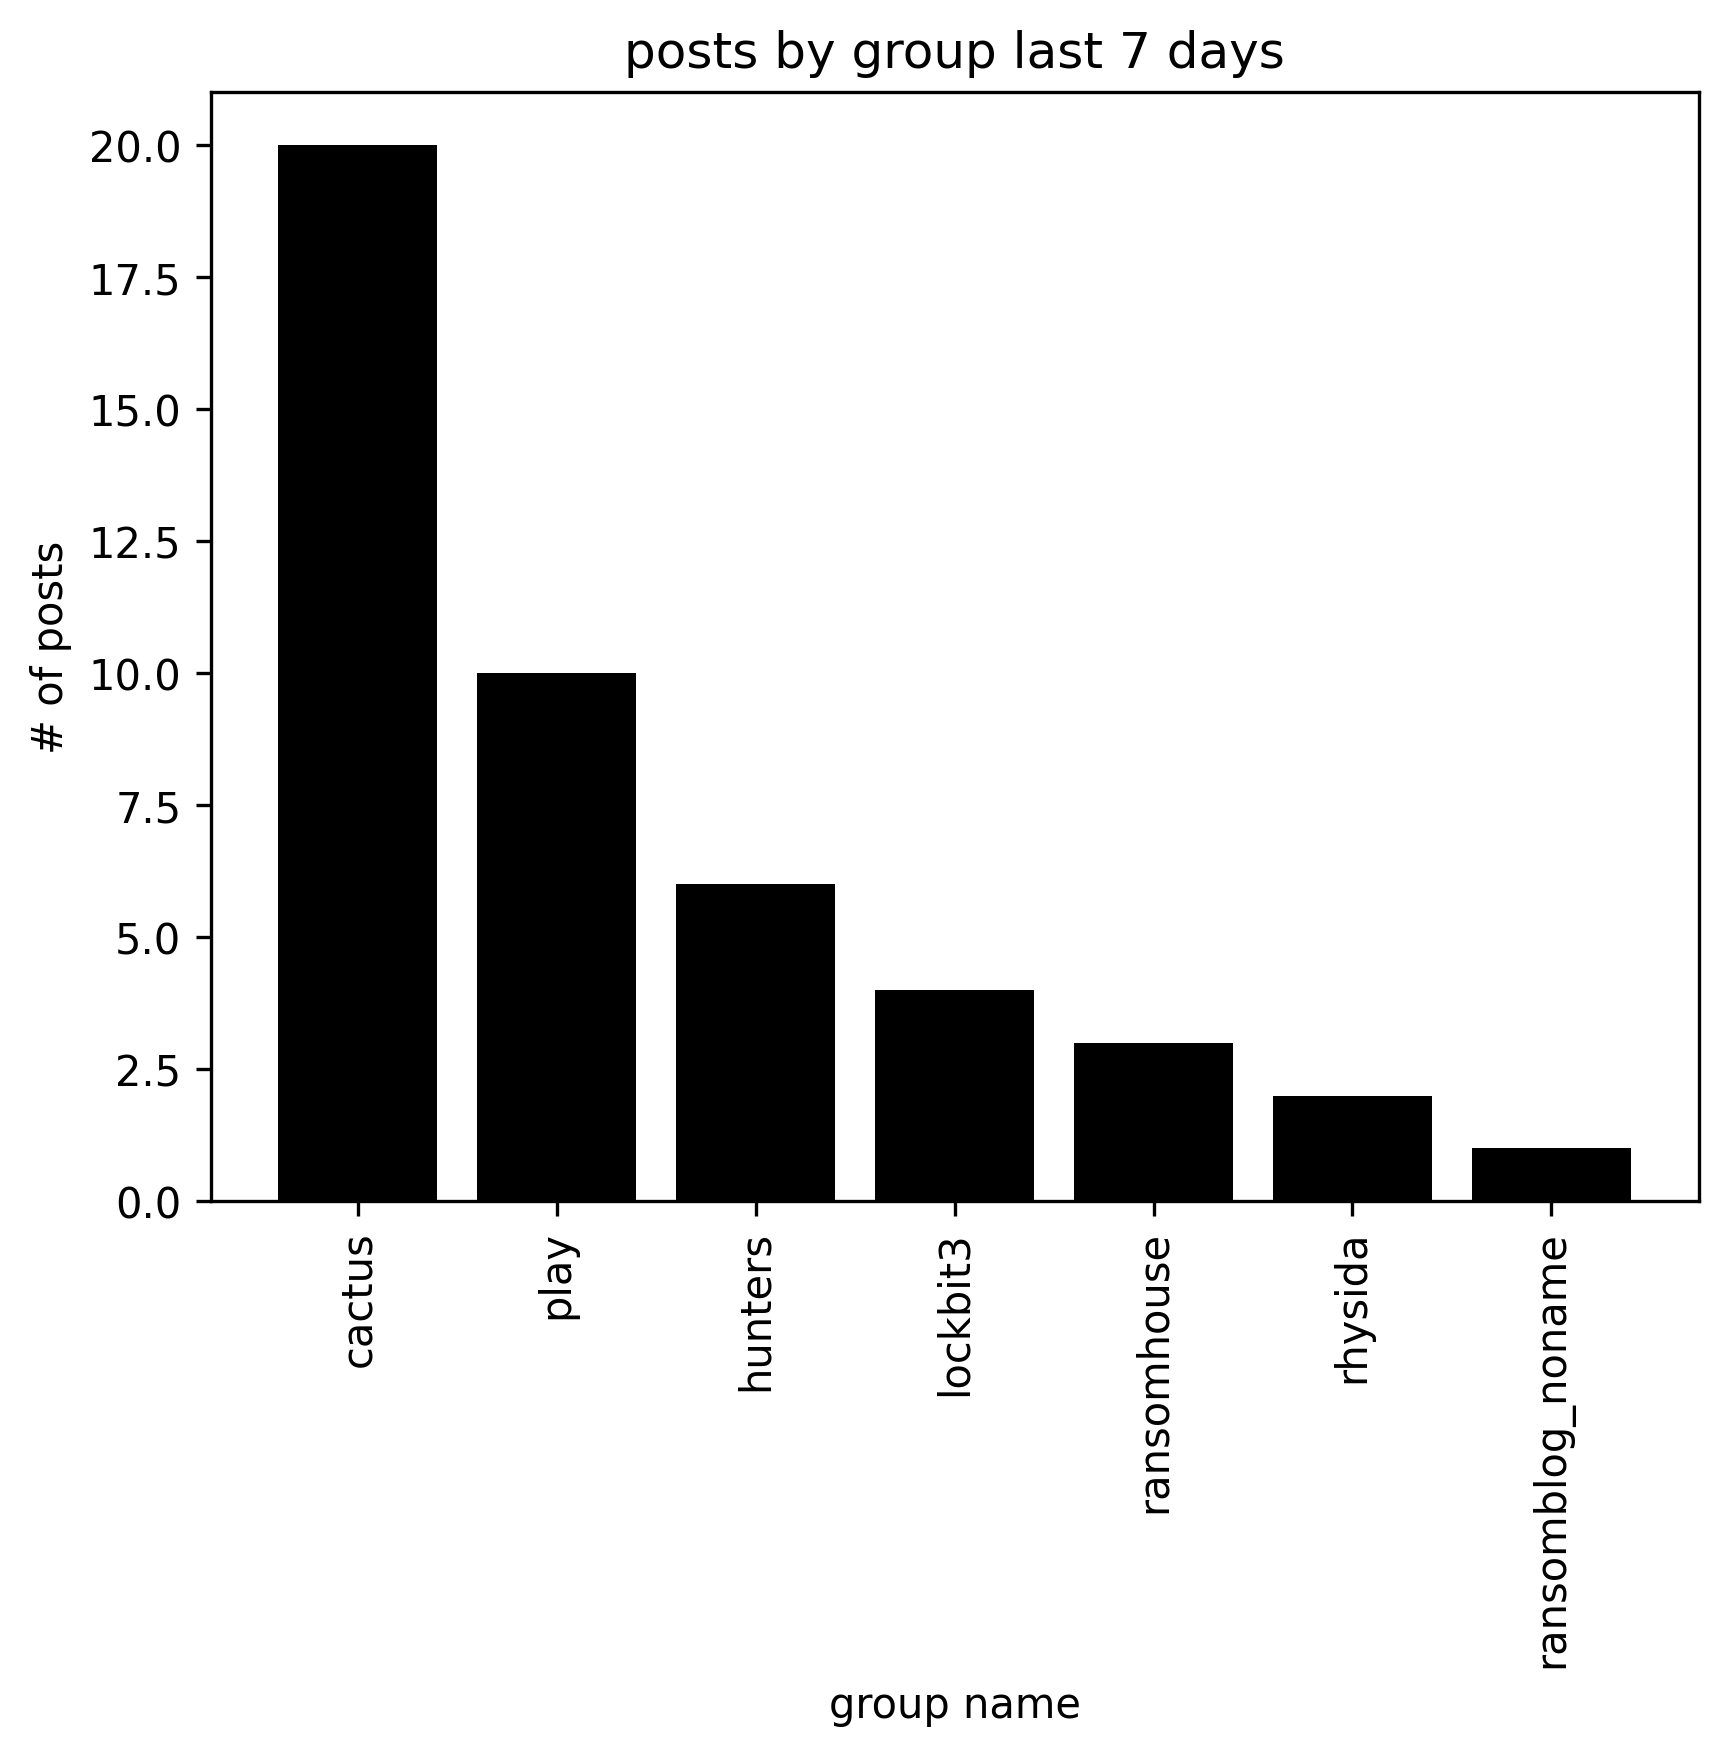 posts by group last 7 days
# of posts
20.0
17.5
15.0
12.5
10.0
7.5
5.0
2.5
0.0
cactus
play
hunters
lockbit3
ransomhouse
rhysida
ransomblog_noname
group name